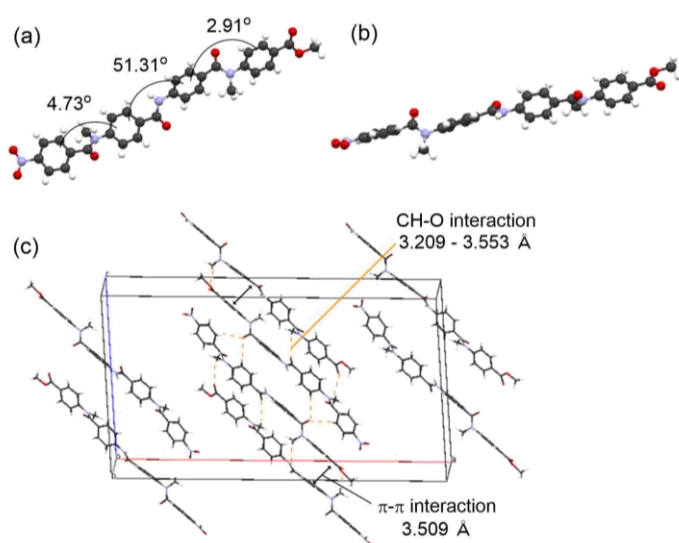 (a)
2.91°
(b)
51.31°
4.73°
(c)
CH-O interaction
3.209 - 3.553 Å
π-π interaction
3.509 Å